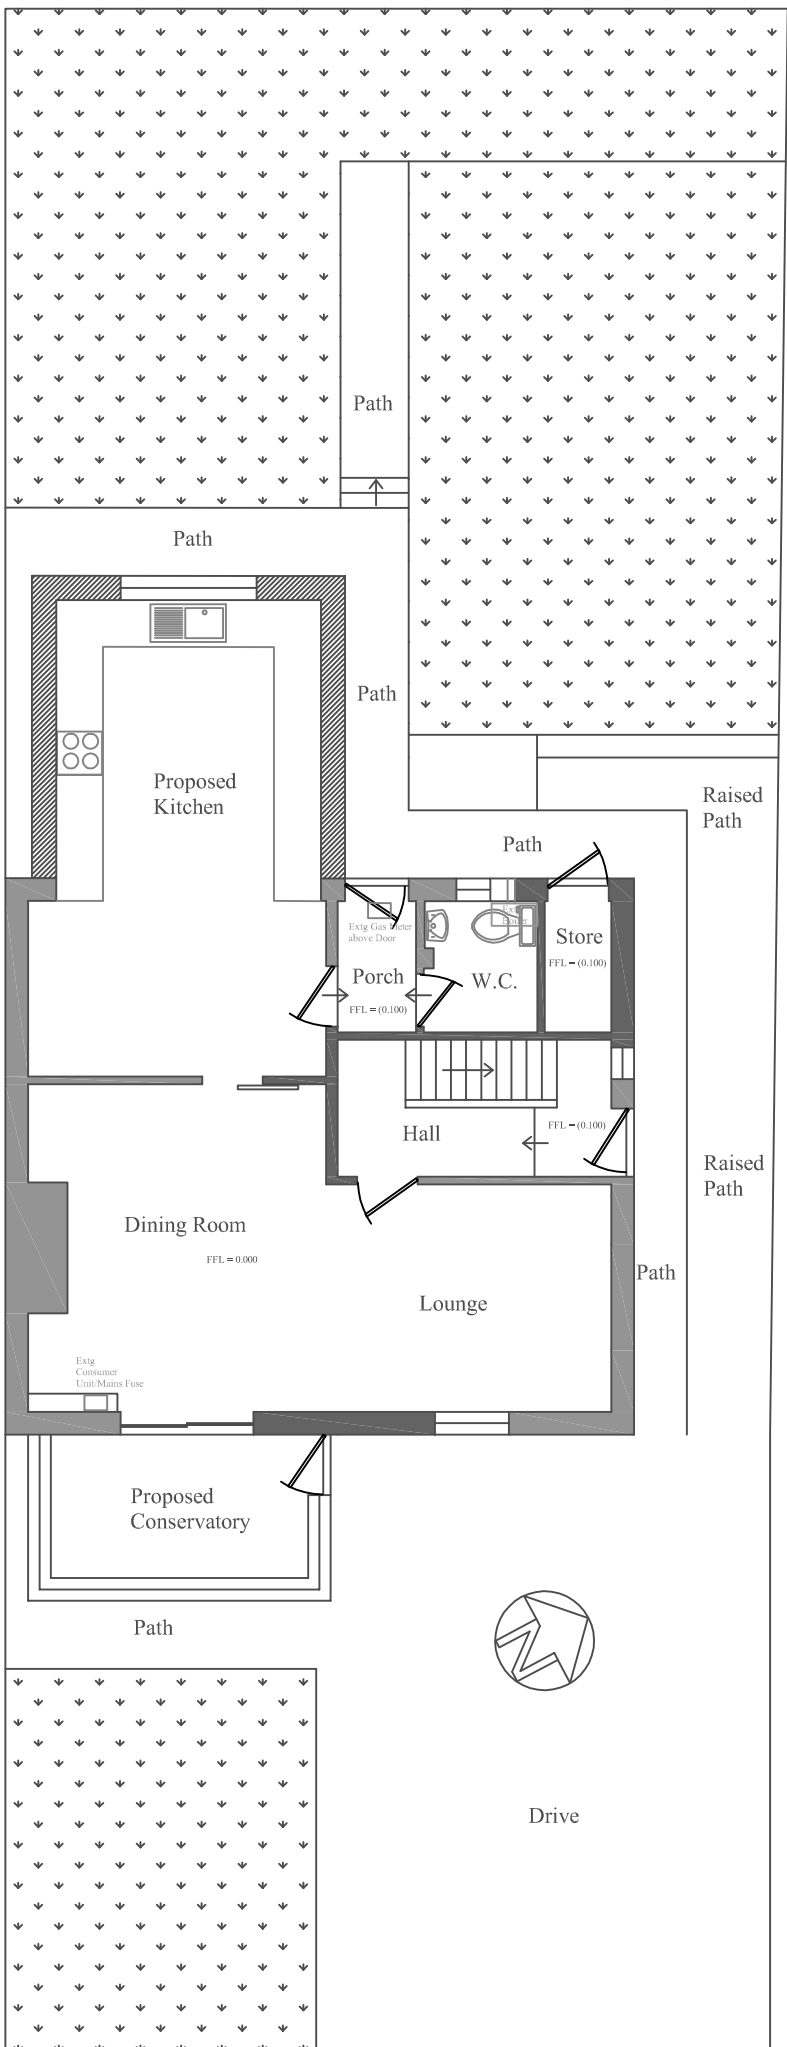 Path
Path
Path
Proposed
Kitchen
Raised
Path
Path
Extg
Boiler
Extg Gas Meter
above Door
Store
FFL = (0.100)
Porch
W.C.
FFL = (0.100)
Hall
FFL = (0.100)
Raised
Path
Dining Room
FFL = 0.000
Path
Lounge
Extg
Consumer
Unit/Mains Fuse
Proposed
Conservatory
Path
N
Drive